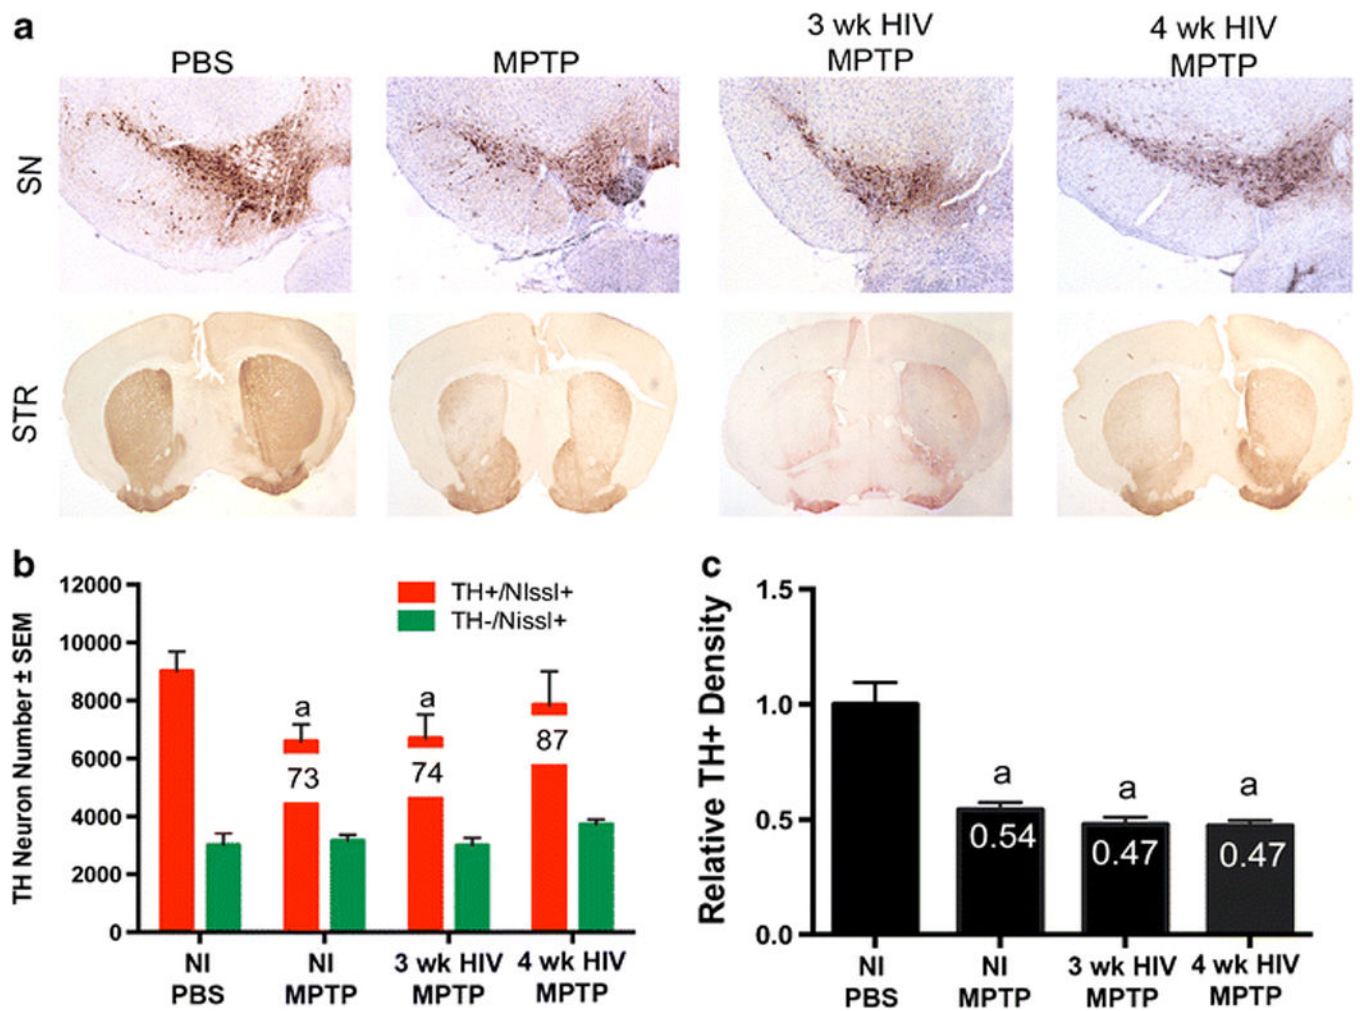 a
PBS
MPTP
3 wk HIV
MPTP
4 wk HIV
MPTP
SN
STR
b
TH Neuron Number ± SEM
12000
10000
8000
6000
4000
2000
0
TH+/NIssl+
TH-/Nissl+
a
73
a
74
87
NI
PBS
NI
MPTP
3 wk HIV
MPTP
4 wk HIV
MPTP
c
Relative TH+ Density
1.5
1.0
0.5
0.0
a
0.54
a
0.47
a
0.47
NI
PBS
NI
MPTP
3 wk HIV
MPTP
4 wk HIV
MPTP